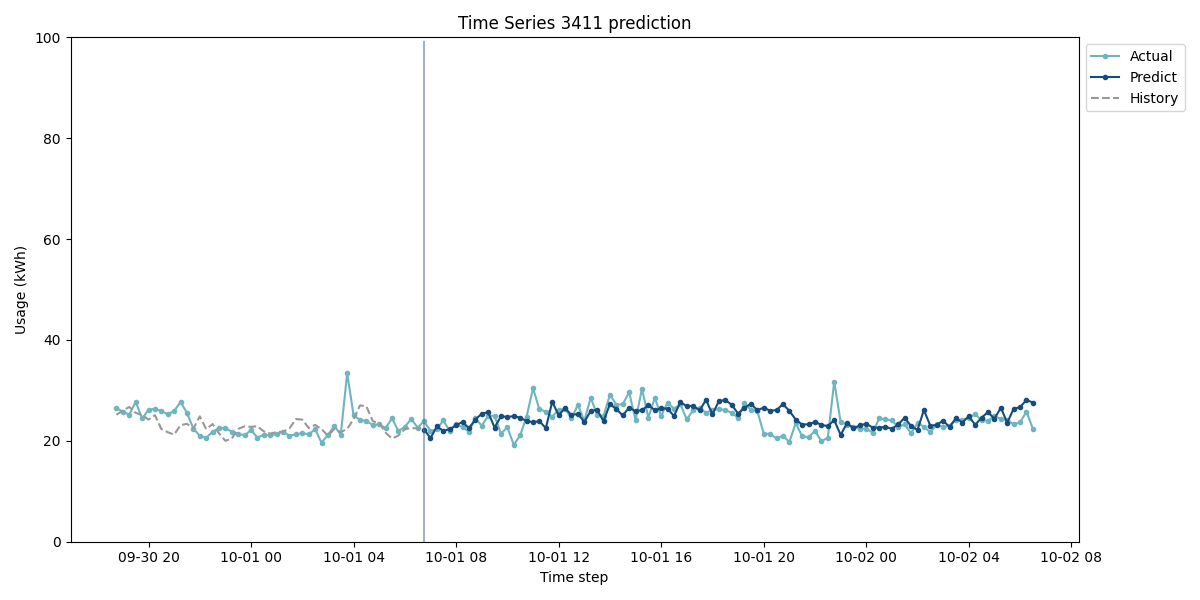 Time Series 3411 prediction
100
80
60
40
20
0
Usage (kWh)
09-30 20
10-01 00
10-01 04
10-01 08
10-01 12
10-01 16
10-01 20
10-02 00
10-02 04
10-02 08
Time step
Actual
Predict
History